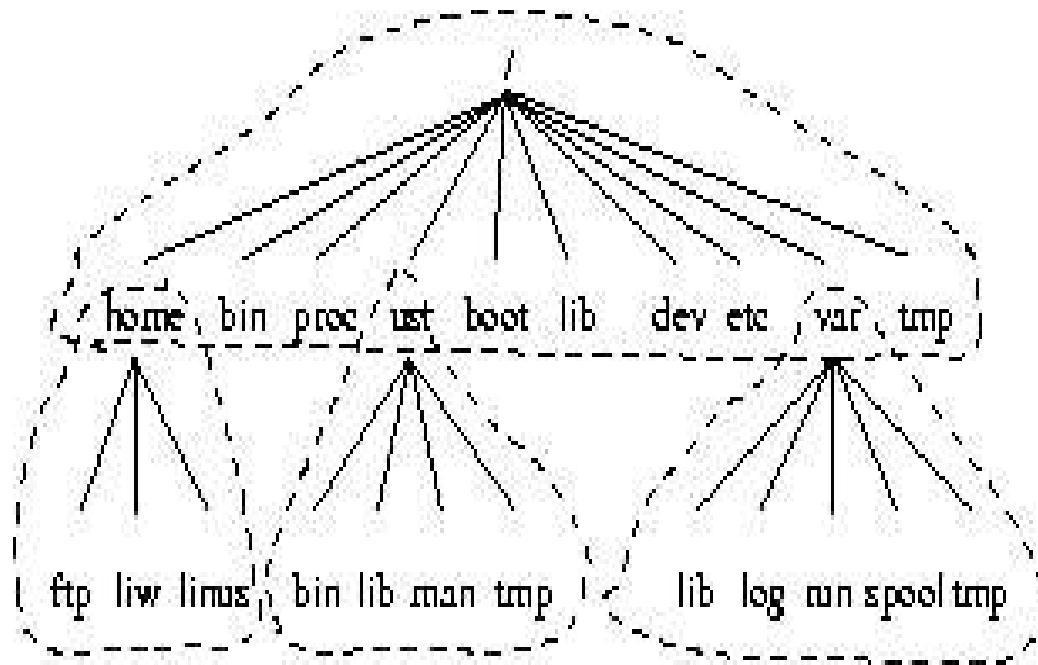 /
home bin proc usr boot lib dev etc var tmp
ftp liw linus bin lib man tmp lib log run spool tmp